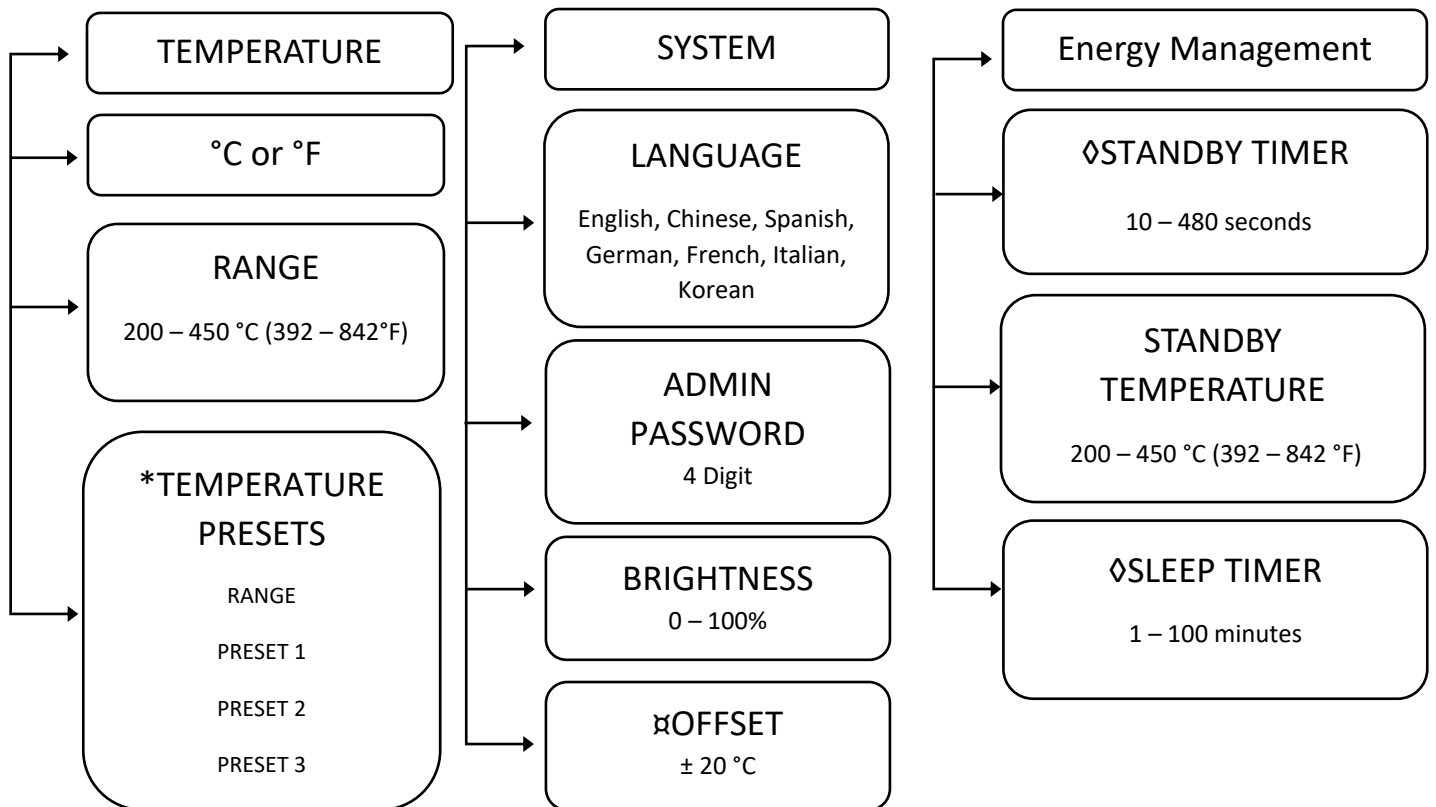 TEMPERATURE
°C or °F
RANGE
200 – 450 °C (392 – 842°F)
*TEMPERATURE
PRESETS
RANGE
PRESET 1
PRESET 2
PRESET 3
SYSTEM
LANGUAGE
English, Chinese, Spanish,
German, French, Italian,
Korean
ADMIN
PASSWORD
4 Digit
BRIGHTNESS
0 – 100%
¤OFFSET
± 20 °C
Energy Management
◊STANDBY TIMER
10 – 480 seconds
STANDBY
TEMPERATURE
200 – 450 °C (392 – 842 °F)
◊SLEEP TIMER
1 – 100 minutes